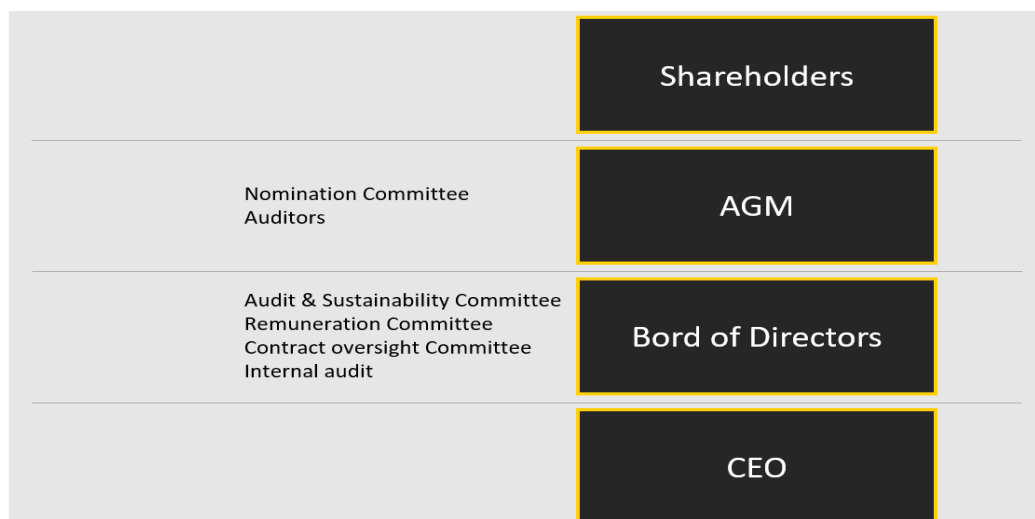 Shareholders
Nomination Committee
Auditors
AGM
Audit & Sustainability Committee
Remuneration Committee
Contract oversight Committee
Internal audit
Bord of Directors
CEO